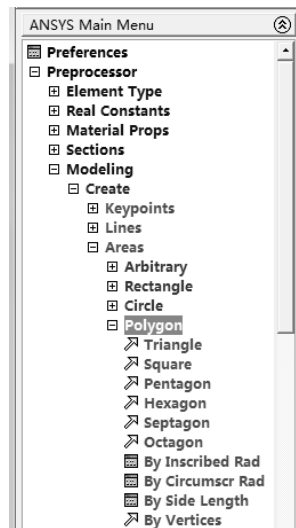 ANSYS Main Menu
Preferences
Preprocessor
Element Type
Real Constants
Material Props
Sections
Modeling
Create
Keypoints
Lines
Areas
Arbitrary
Rectangle
Circle
Polygon
Triangle
Square
Pentagon
Hexagon
Septagon
Octagon
By Inscribed Rad
By Circumscr Rad
By Side Length
By Vertices